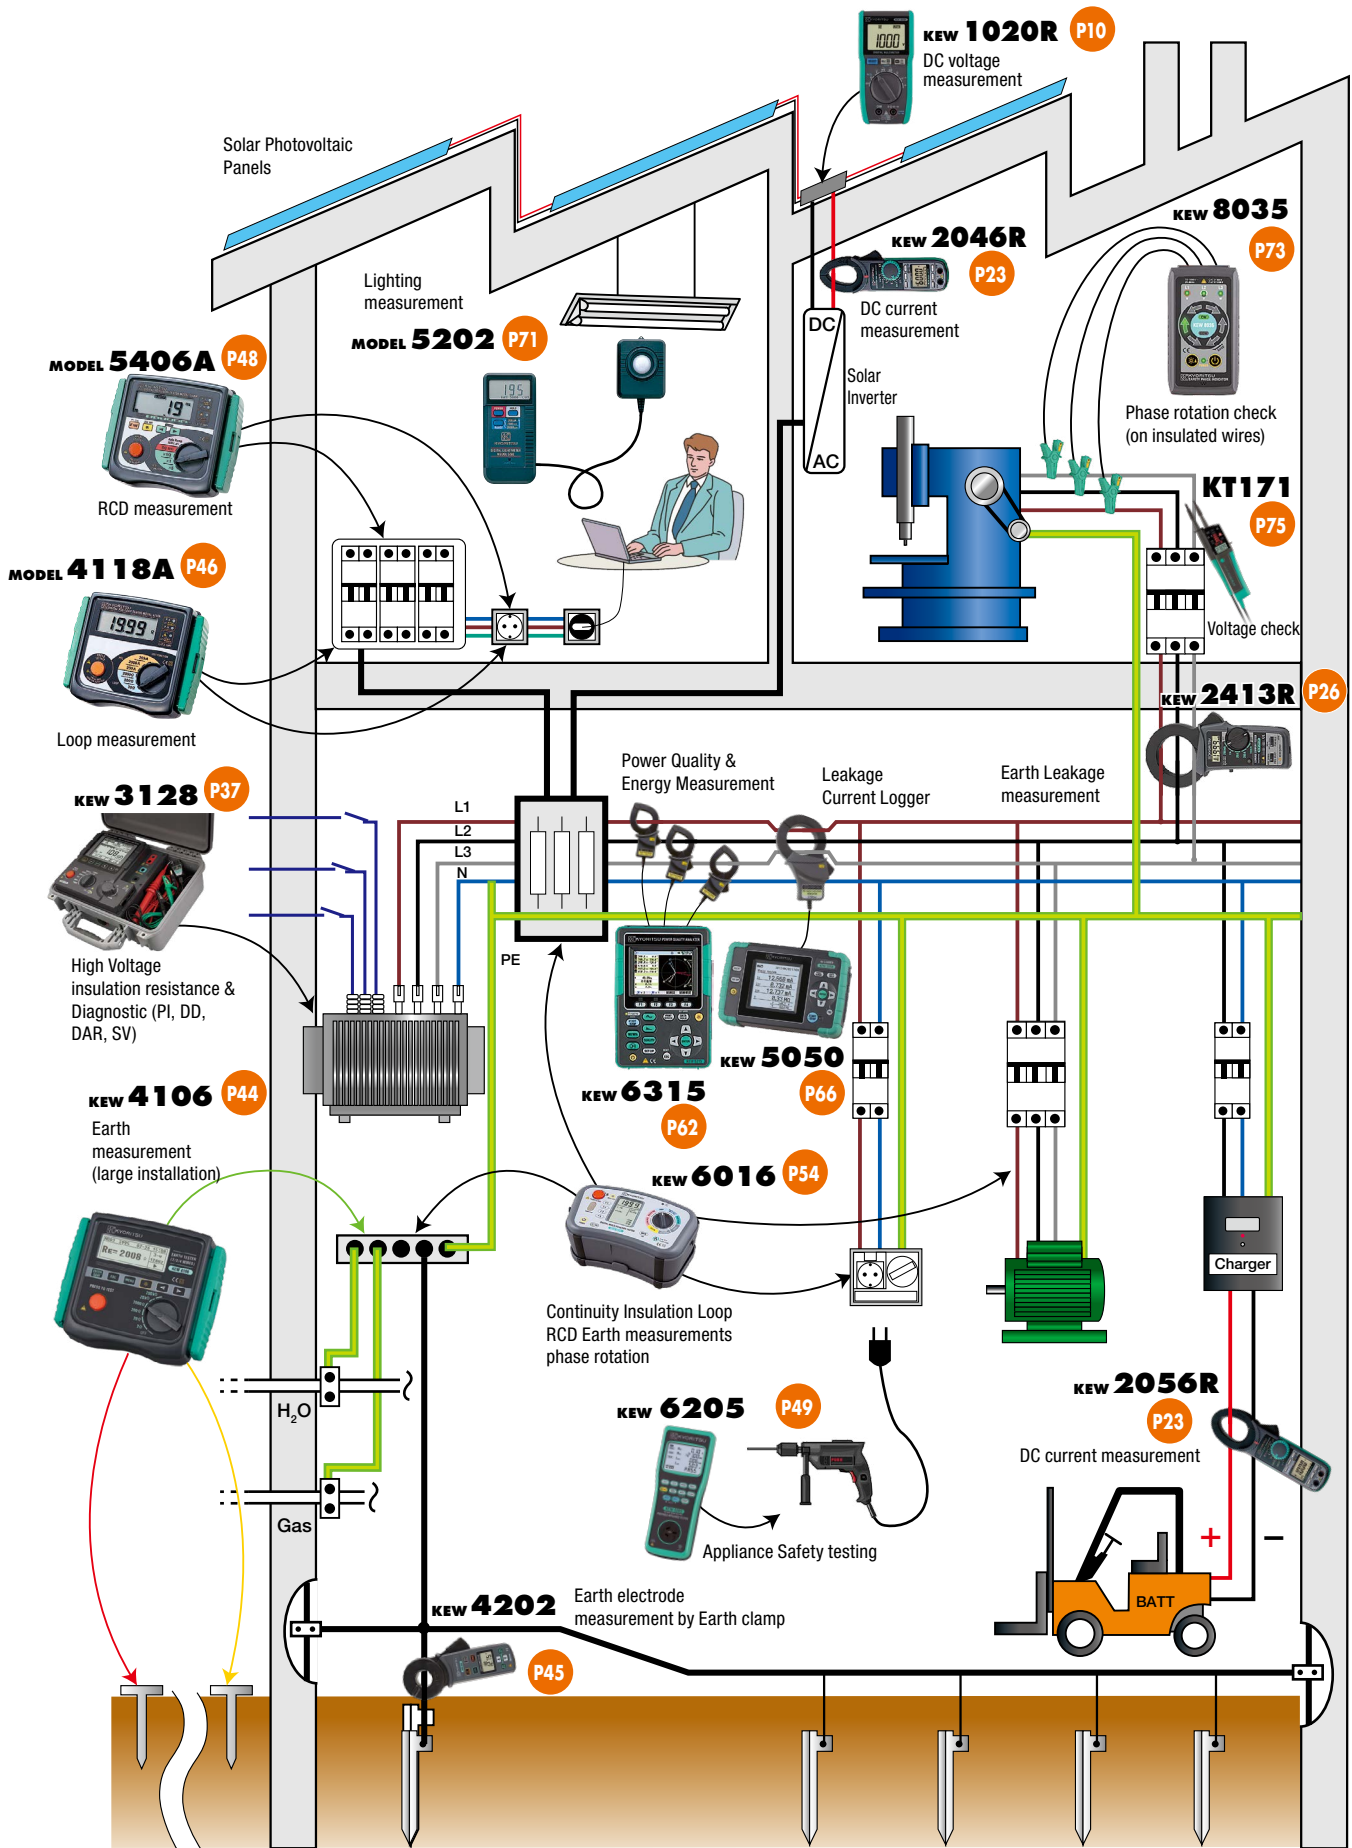 KEW 1020R P10
DC voltage
measurement
Solar Photovoltaic
Panels
KEW 8035
P73
KEW 2046R
P23
DC current
measurement
Lighting
measurement
MODEL 5202 P71
MODEL 5406A P48
RCD measurement
DC
AC
Solar
Inverter
Phase rotation check
(on insulated wires)
KT171
P75
Voltage check
MODEL 4118A P46
1999
Loop measurement
KEW 2413R P26
Power Quality &
Energy Measurement
Leakage
Current Logger
Earth Leakage
measurement
KEW 3128 P37
L1
L2
L3
N
PE
High Voltage
insulation resistance &
Diagnostic (PI, DD,
DAR, SV)
KEW 5050
P66
KEW 6315
P62
KEW 4106 P44
Earth
measurement
(large installation)
KEW 6016 P54
Continuity Insulation Loop
RCD Earth measurements
phase rotation
Charger
H2O
Gas
KEW 6205 P49
Appliance Safety testing
KEW 2056R
P23
DC current measurement
+ −
BATT
KEW 4202
Earth electrode
measurement by Earth clamp
P45